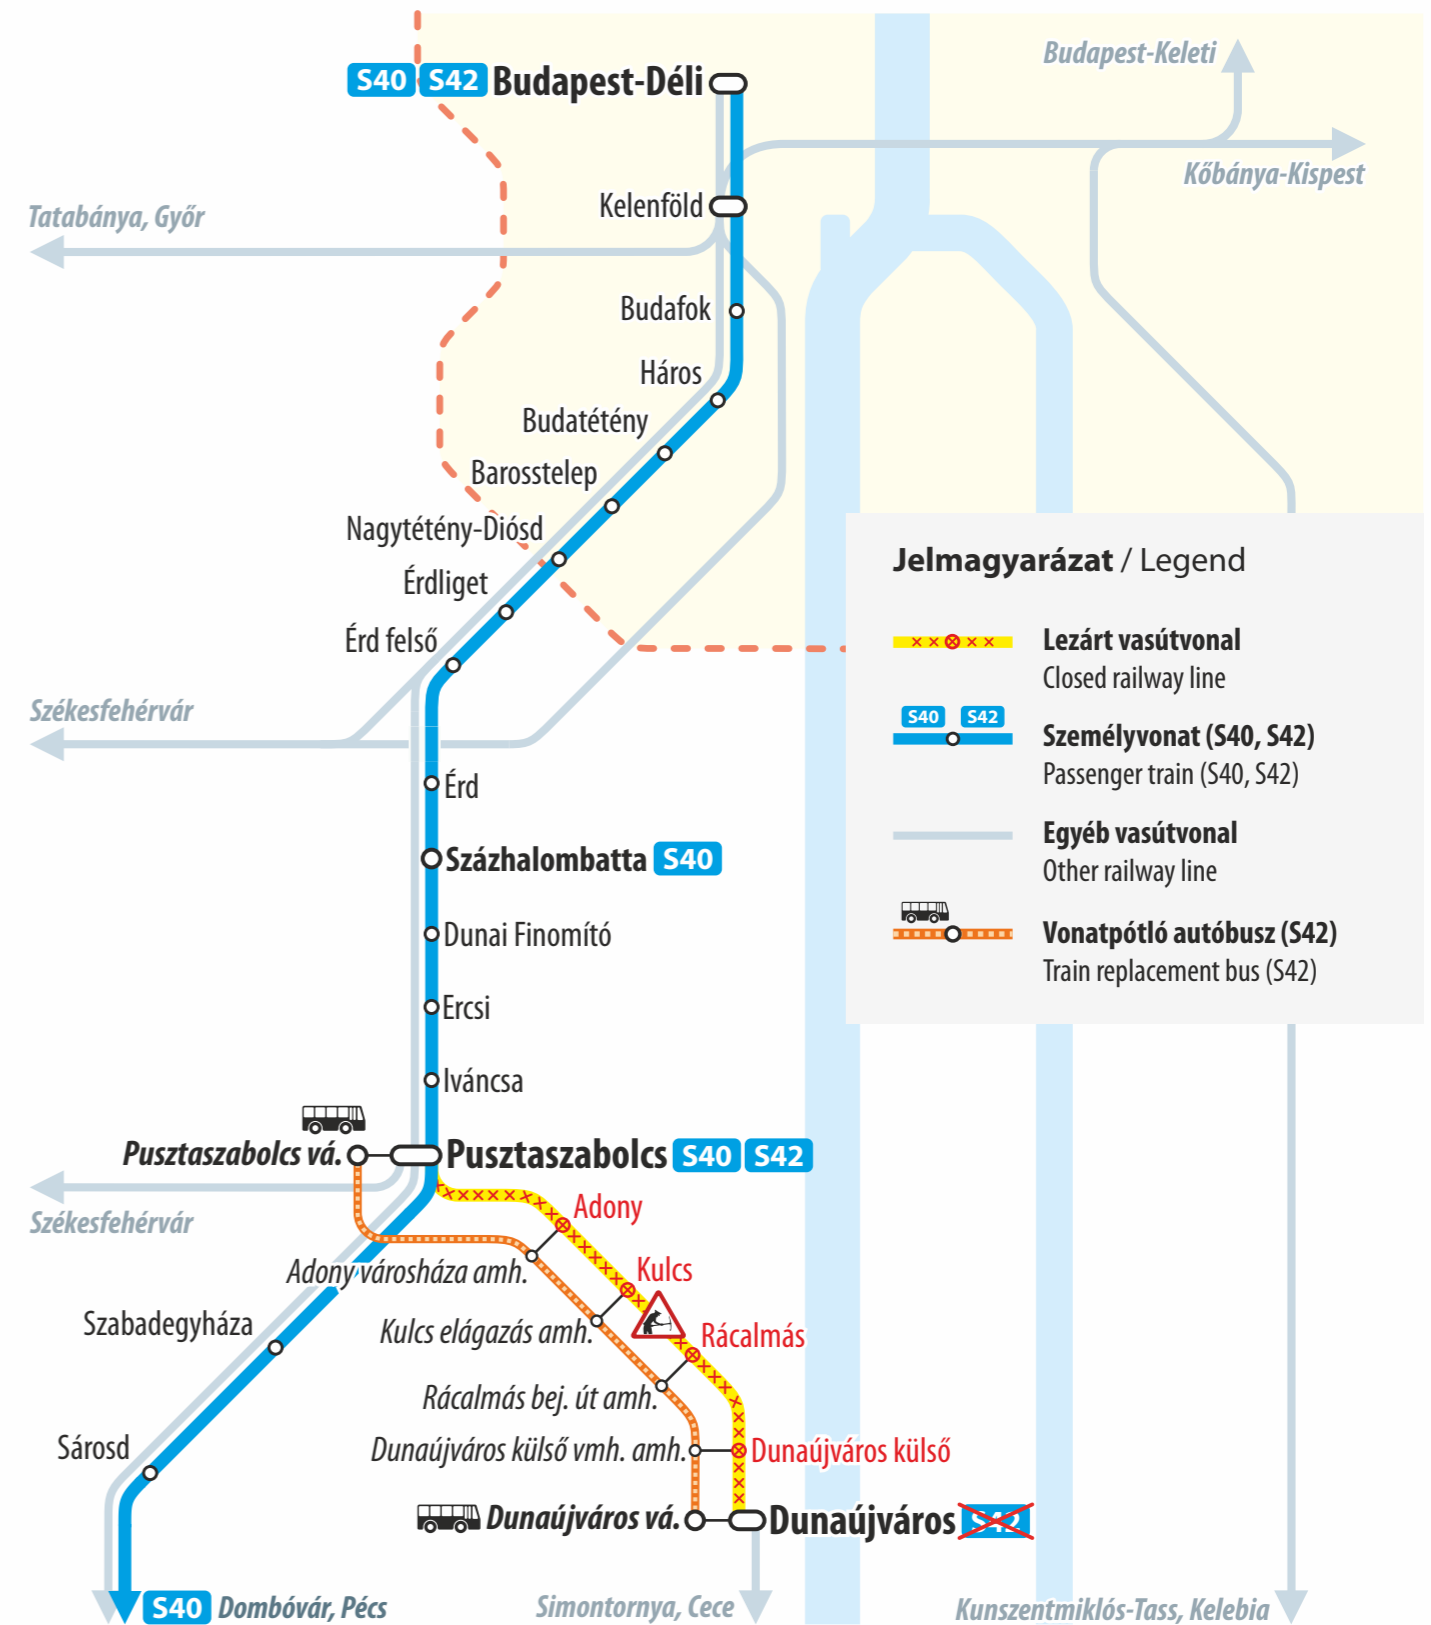 Budapest-Keleti
S40 S42 Budapest-Déli
Kőbánya-Kispest
Kelenföld
Tatabánya, Győr
Budafok
Háros
Budatétény
Barosstelep
Nagytétény-Diósd
Érdliget
Érd felső
Székesfehérvár
Érd
Százhalombatta S40
Dunai Finomító
Ercsi
Iváncsa
Pusztaszabolcs vá.
Pusztaszabolcs S40 S42
Székesfehérvár
Adony
Adony városháza amh.
Kulcs
Kulcs elágazás amh.
Szabadegyháza
Rácalmás
Rácalmás bej. út amh.
Sárosd
Dunaújváros külső vmh. amh.
Dunaújváros külső
Dunaújváros vá.
Dunaújváros S42
S40 Dombóvár, Pécs
Simontornya, Cece
Kunszentmiklós-Tass, Kelebia
Jelmagyarázat / Legend
Lezárt vasútvonal
Closed railway line
S40 S42
Személyvonat (S40, S42)
Passenger train (S40, S42)
Egyéb vasútvonal
Other railway line
Vonatpótló autóbusz (S42)
Train replacement bus (S42)